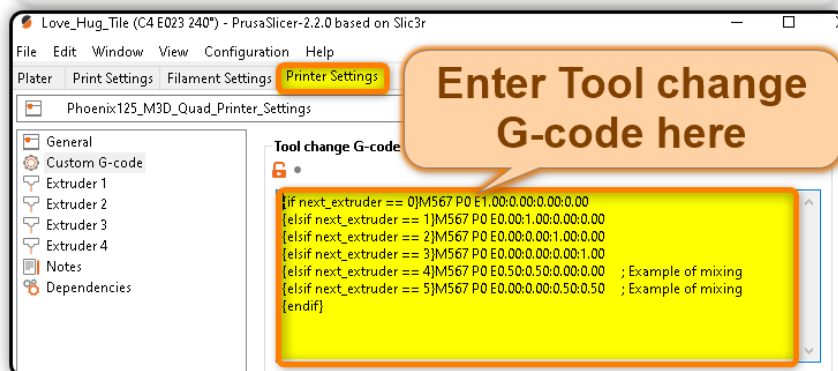 Love_Hug_Tile (C4 E023 240°) - PrusaSlicer-2.2.0 based on Slic3r
File Edit Window View Configuration Help
Plater Print Settings Filament Settings Printer Settings
Enter Tool change
G-code here
Phoenix125_M3D_Quad_Printer_Settings
General
Custom G-code
Extruder 1
Extruder 2
Extruder 3
Extruder 4
Notes
Dependencies
Tool change G-code
{if next_extruder == 0}M567 P0 E1.00:0.00:0.00:0.00
{elsif next_extruder == 1}M567 P0 E0.00:1.00:0.00:0.00
{elsif next_extruder == 2}M567 P0 E0.00:0.00:1.00:0.00
{elsif next_extruder == 3}M567 P0 E0.00:0.00:0.00:1.00
{elsif next_extruder == 4}M567 P0 E0.50:0.50:0.00:0.00 ; Example of mixing
{elsif next_extruder == 5}M567 P0 E0.00:0.00:0.50:0.50 ; Example of mixing
{endif}